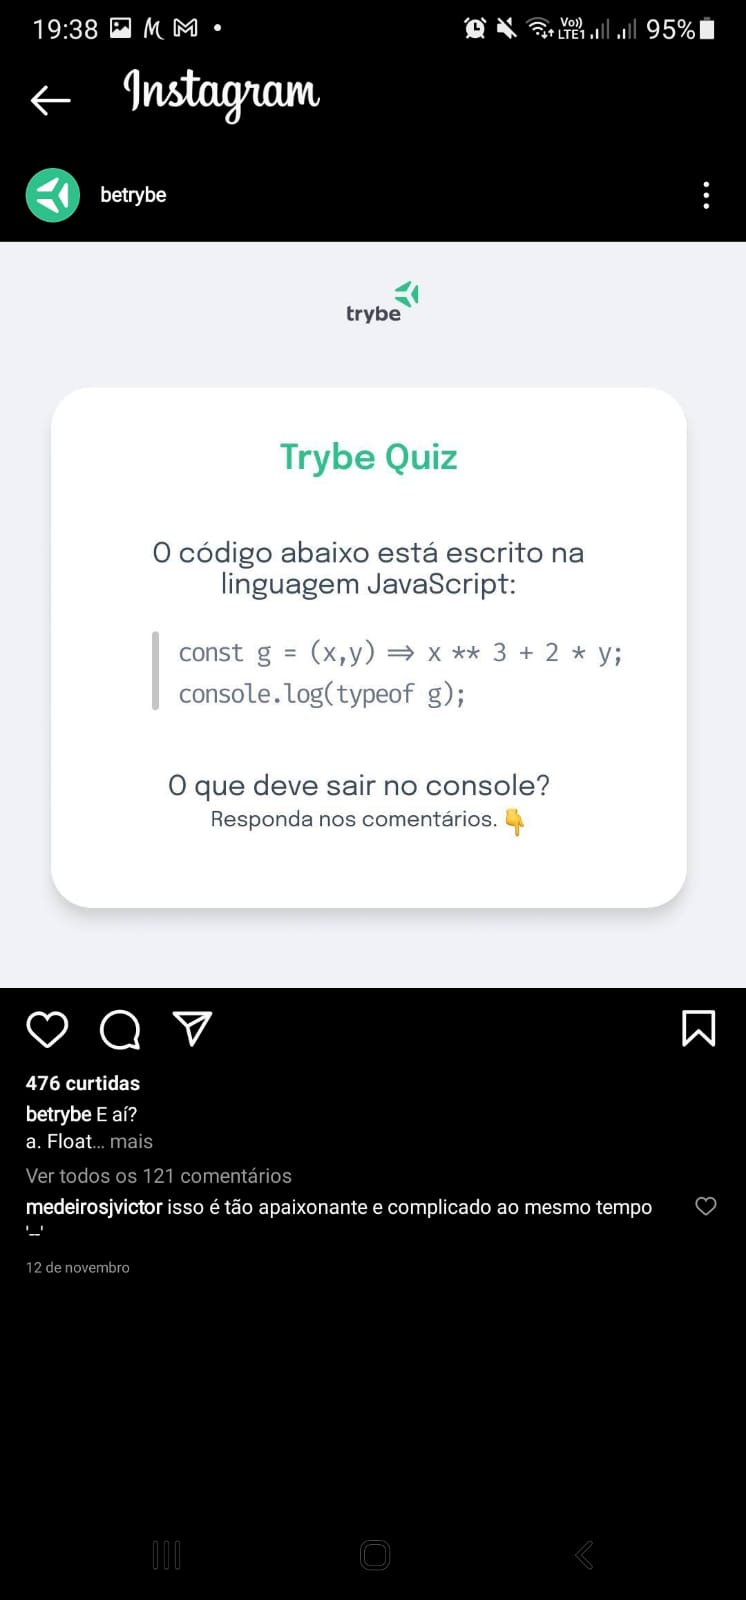 19:38
Vo))
LTE1
95%
Instagram
betrybe
trybe
Trybe Quiz
O código abaixo está escrito na
linguagem JavaScript:
const g = (x,y) => x ** 3 + 2 * y;
console.log(typeof g);
O que deve sair no console?
Responda nos comentários. 👇
476 curtidas
betrybe E aí?
a. Float... mais
Ver todos os 121 comentários
medeirosjvictor isso é tão apaixonante e complicado ao mesmo tempo
'_'
12 de novembro